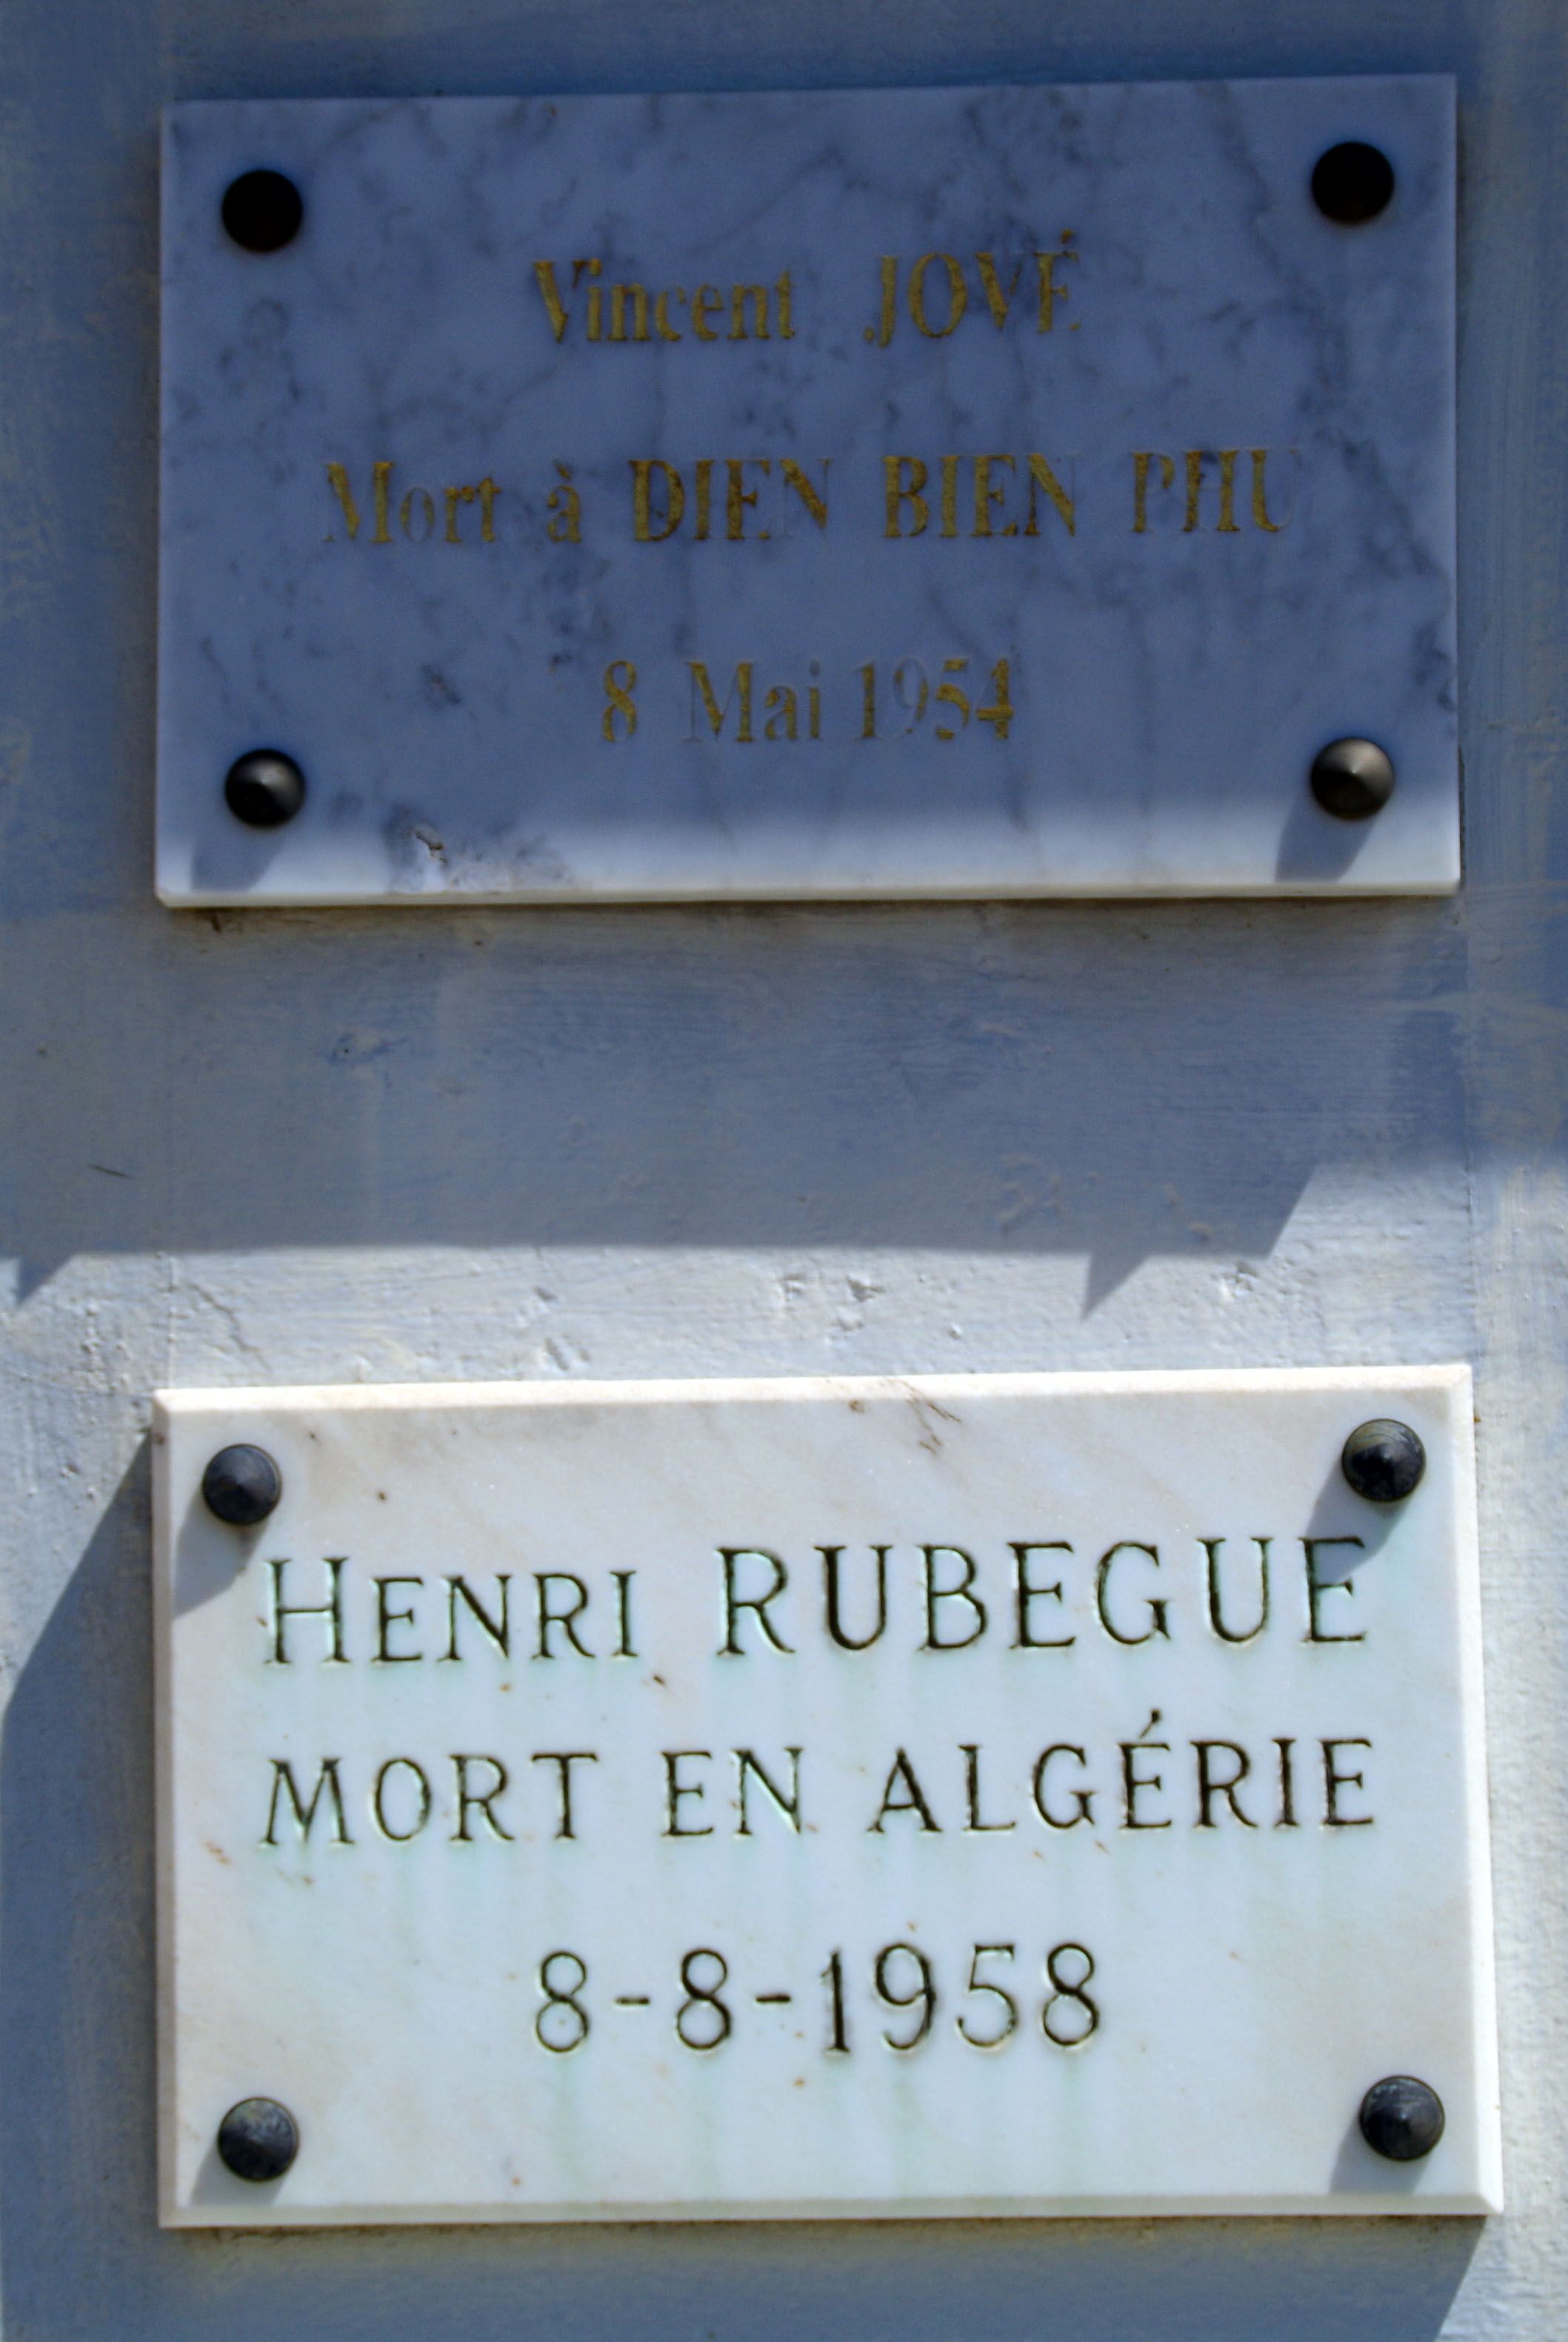 Vincent JOVÉ
Mort à DIEN BIEN PHU
8 Mai 1954
HENRI RUBEGUE
MORT EN ALGÉRIE
8-8-1958